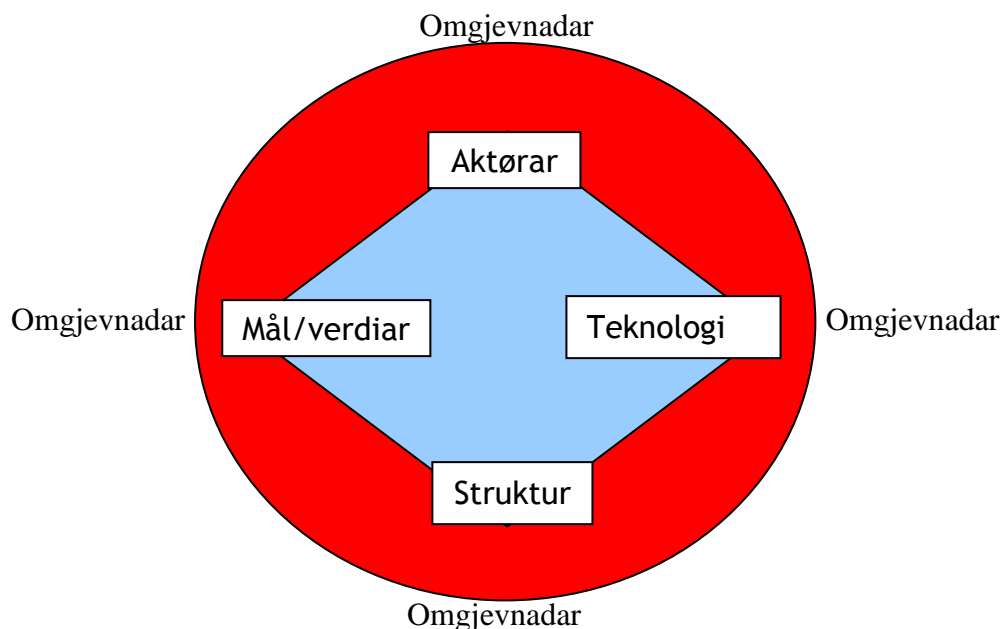 Omgjevnadar
Aktørar
Omgjevnadar
Mål/verdiar
Teknologi
Omgjevnadar
Struktur
Omgjevnadar